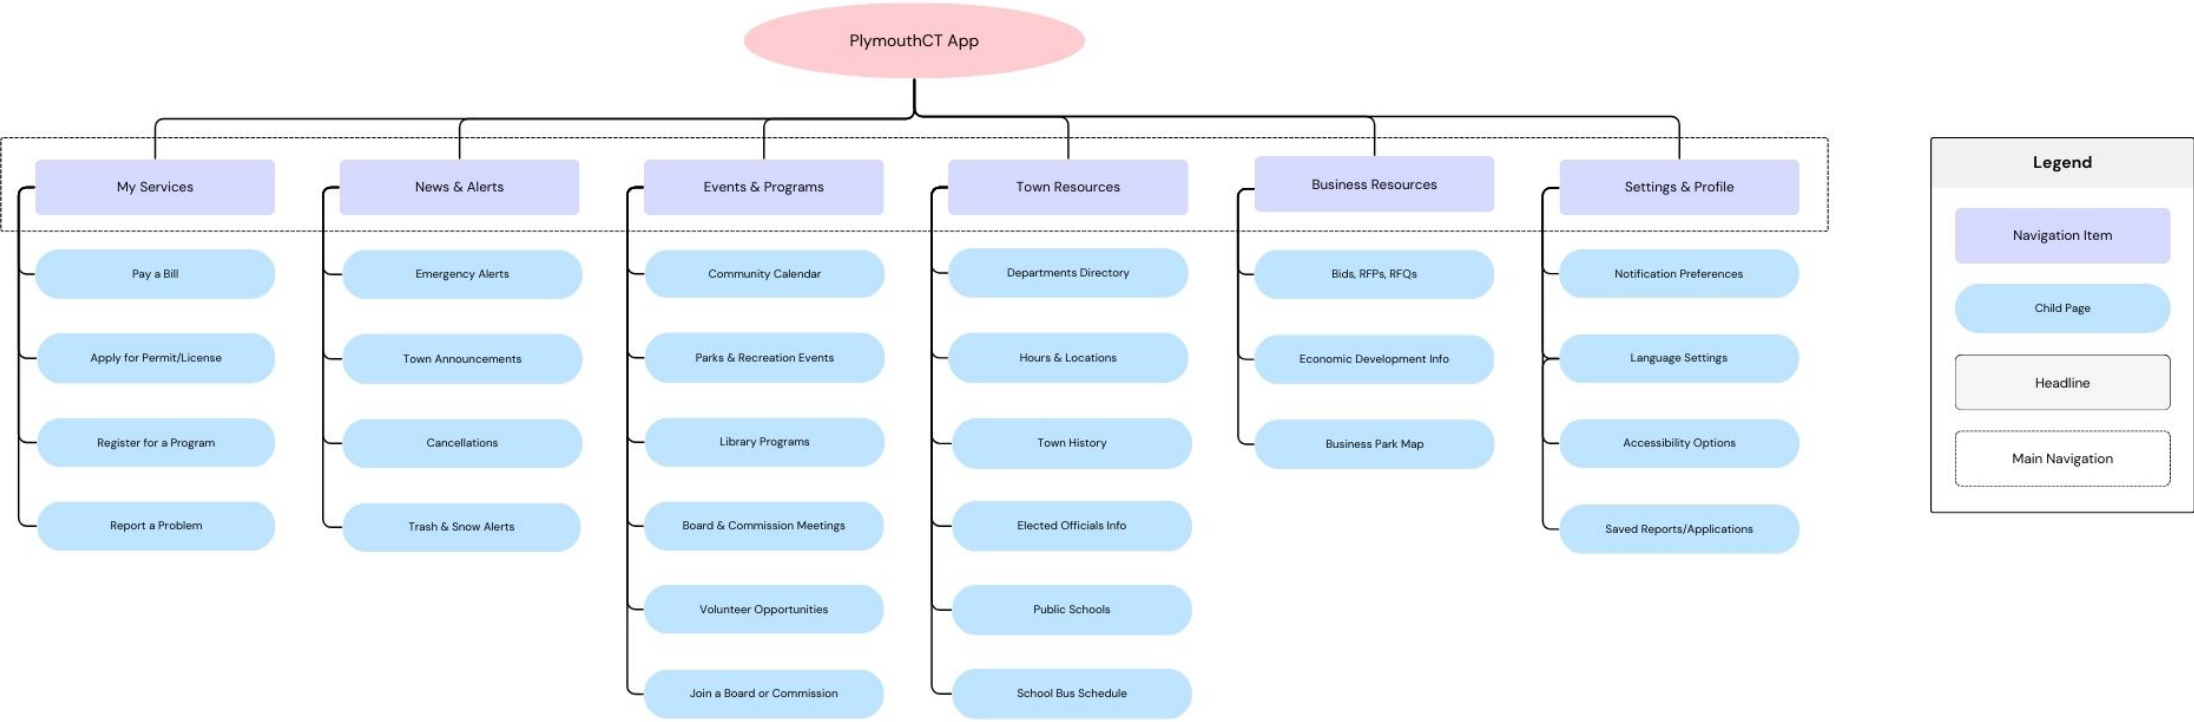 PlymouthCT App
My Services
News & Alerts
Events & Programs
Town Resources
Business Resources
Settings & Profile
Pay a Bill
Apply for Permit/License
Register for a Program
Report a Problem
Emergency Alerts
Town Announcements
Cancellations
Trash & Snow Alerts
Community Calendar
Parks & Recreation Events
Library Programs
Board & Commission Meetings
Volunteer Opportunities
Join a Board or Commission
Departments Directory
Hours & Locations
Town History
Elected Officials Info
Public Schools
School Bus Schedule
Bids, RFPs, RFQs
Economic Development Info
Business Park Map
Notification Preferences
Language Settings
Accessibility Options
Saved Reports/Applications
Legend
Navigation Item
Child Page
Headline
Main Navigation